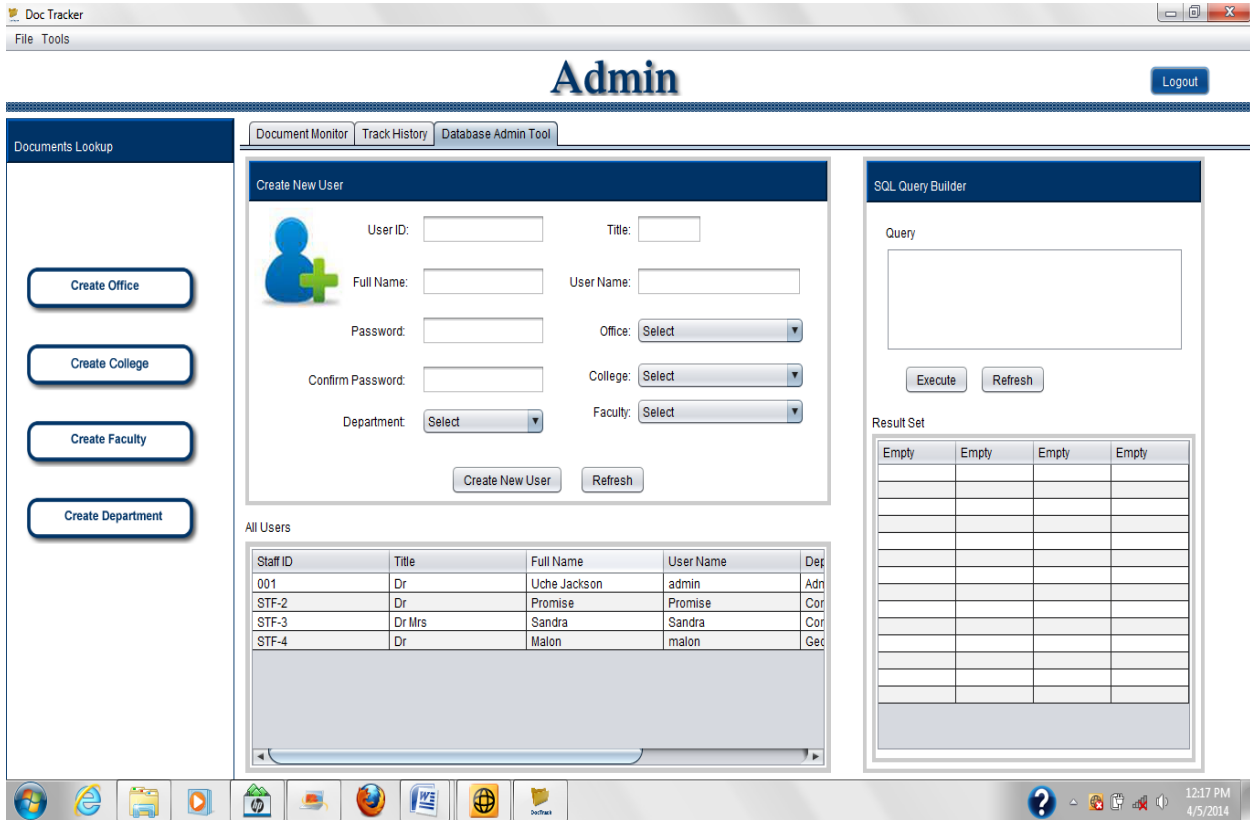 Doc Tracker
File Tools
Admin
Logout
Documents Lookup
Create Office
Create College
Create Faculty
Create Department
Document Monitor Track History Database Admin Tool
Create New User
User ID: Title:
Full Name: User Name:
Password: Office: Select
Confirm Password: College: Select
Department: Select Faculty: Select
Create New User Refresh
All Users
Staff ID Title Full Name User Name Dep
001 Dr Uche Jackson admin Adn
STF-2 Dr Promise Promise Cor
STF-3 Dr Mrs Sandra Sandra Cor
STF-4 Dr Malon malon Geo
SQL Query Builder
Query
Execute Refresh
Result Set
Empty Empty Empty Empty
hp
W
DocTrack
?
12:17 PM
4/5/2014